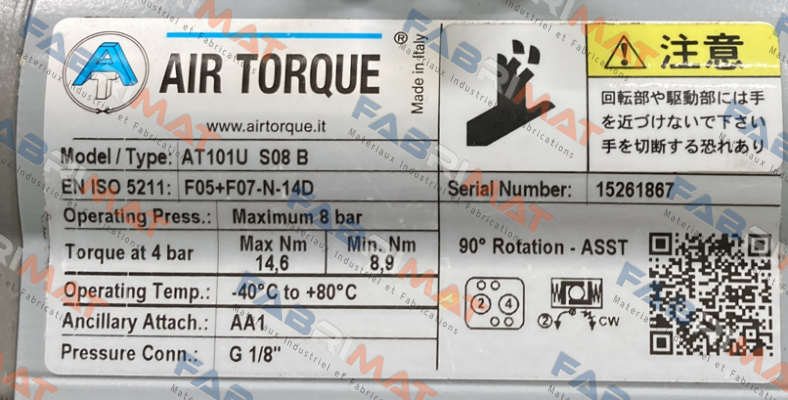 AIR TORQUE ®
Made in Italy
www.airtorque.it
注意
回転部や駆動部には手
を近づけないで下さい
手を切断する恐れあり
Model / Type: AT101U S08 B
EN ISO 5211: F05+F07-N-14D
Serial Number: 15261867
Operating Press.: Maximum 8 bar
Torque at 4 bar
Max Nm Min. Nm
14,6 8,9
90° Rotation - ASST
Operating Temp.: -40°C to +80°C
2 4
2 CW
Ancillary Attach.: AA1
Pressure Conn.: G 1/8"
FABRIMAT
Materiaux Industriel et Fabrications